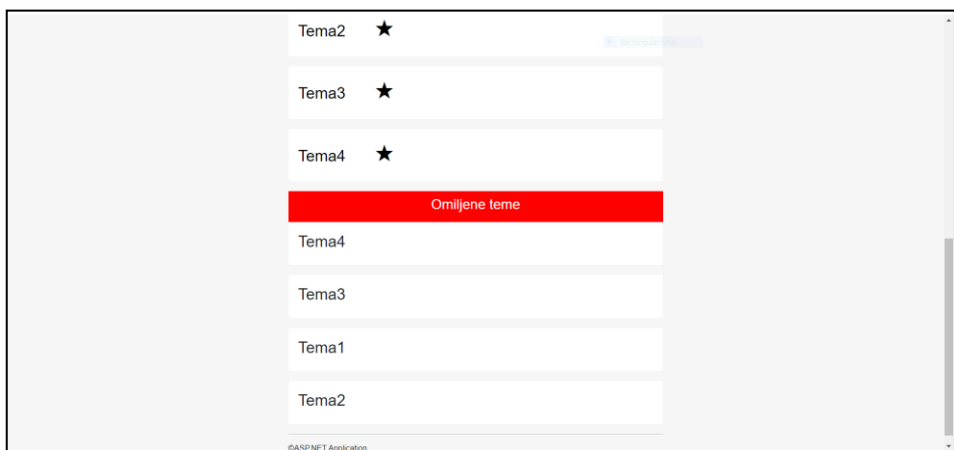 Tema2 ★
Tema3 ★
Tema4 ★
Omiljene teme
Tema4
Tema3
Tema1
Tema2
©ASP.NET Application